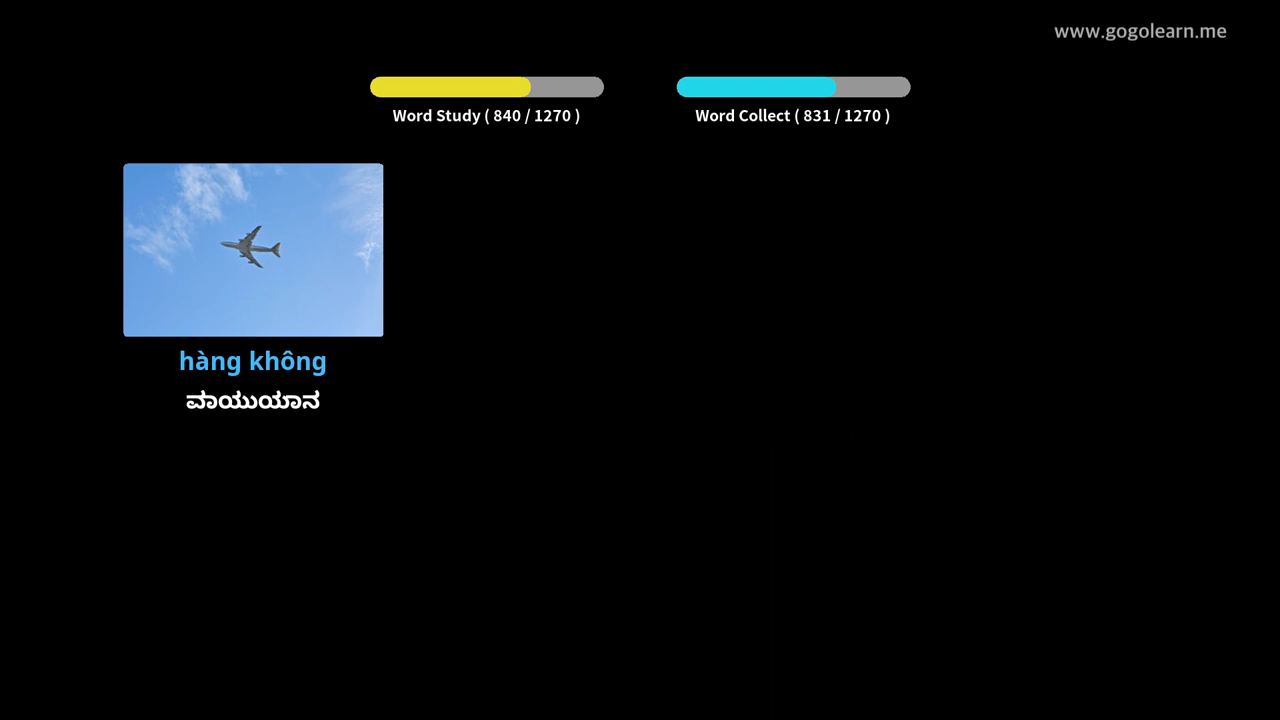 www.gogolearn.me
Word Study ( 840 / 1270 )
Word Collect ( 831 / 1270 )
hàng không
ವಾಯುಯಾನ